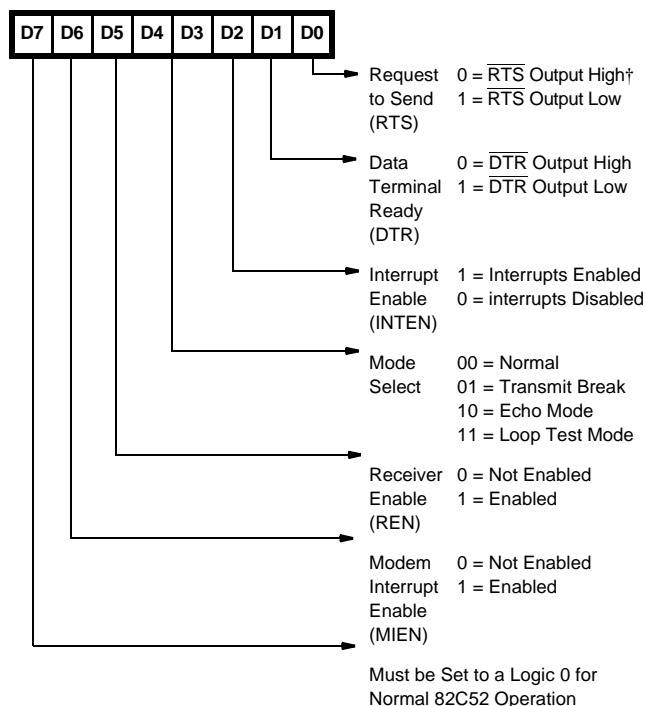 D7 D6 D5 D4 D3 D2 D1 D0
Request 0 = RTS Output High†
to Send 1 = RTS Output Low
(RTS)
Data 0 = DTR Output High
Terminal 1 = DTR Output Low
Ready
(DTR)
Interrupt 1 = Interrupts Enabled
Enable 0 = interrupts Disabled
(INTEN)
Mode 00 = Normal
Select 01 = Transmit Break
10 = Echo Mode
11 = Loop Test Mode
Receiver 0 = Not Enabled
Enable 1 = Enabled
(REN)
Modem 0 = Not Enabled
Interrupt 1 = Enabled
Enable
(MIEN)
Must be Set to a Logic 0 for
Normal 82C52 Operation